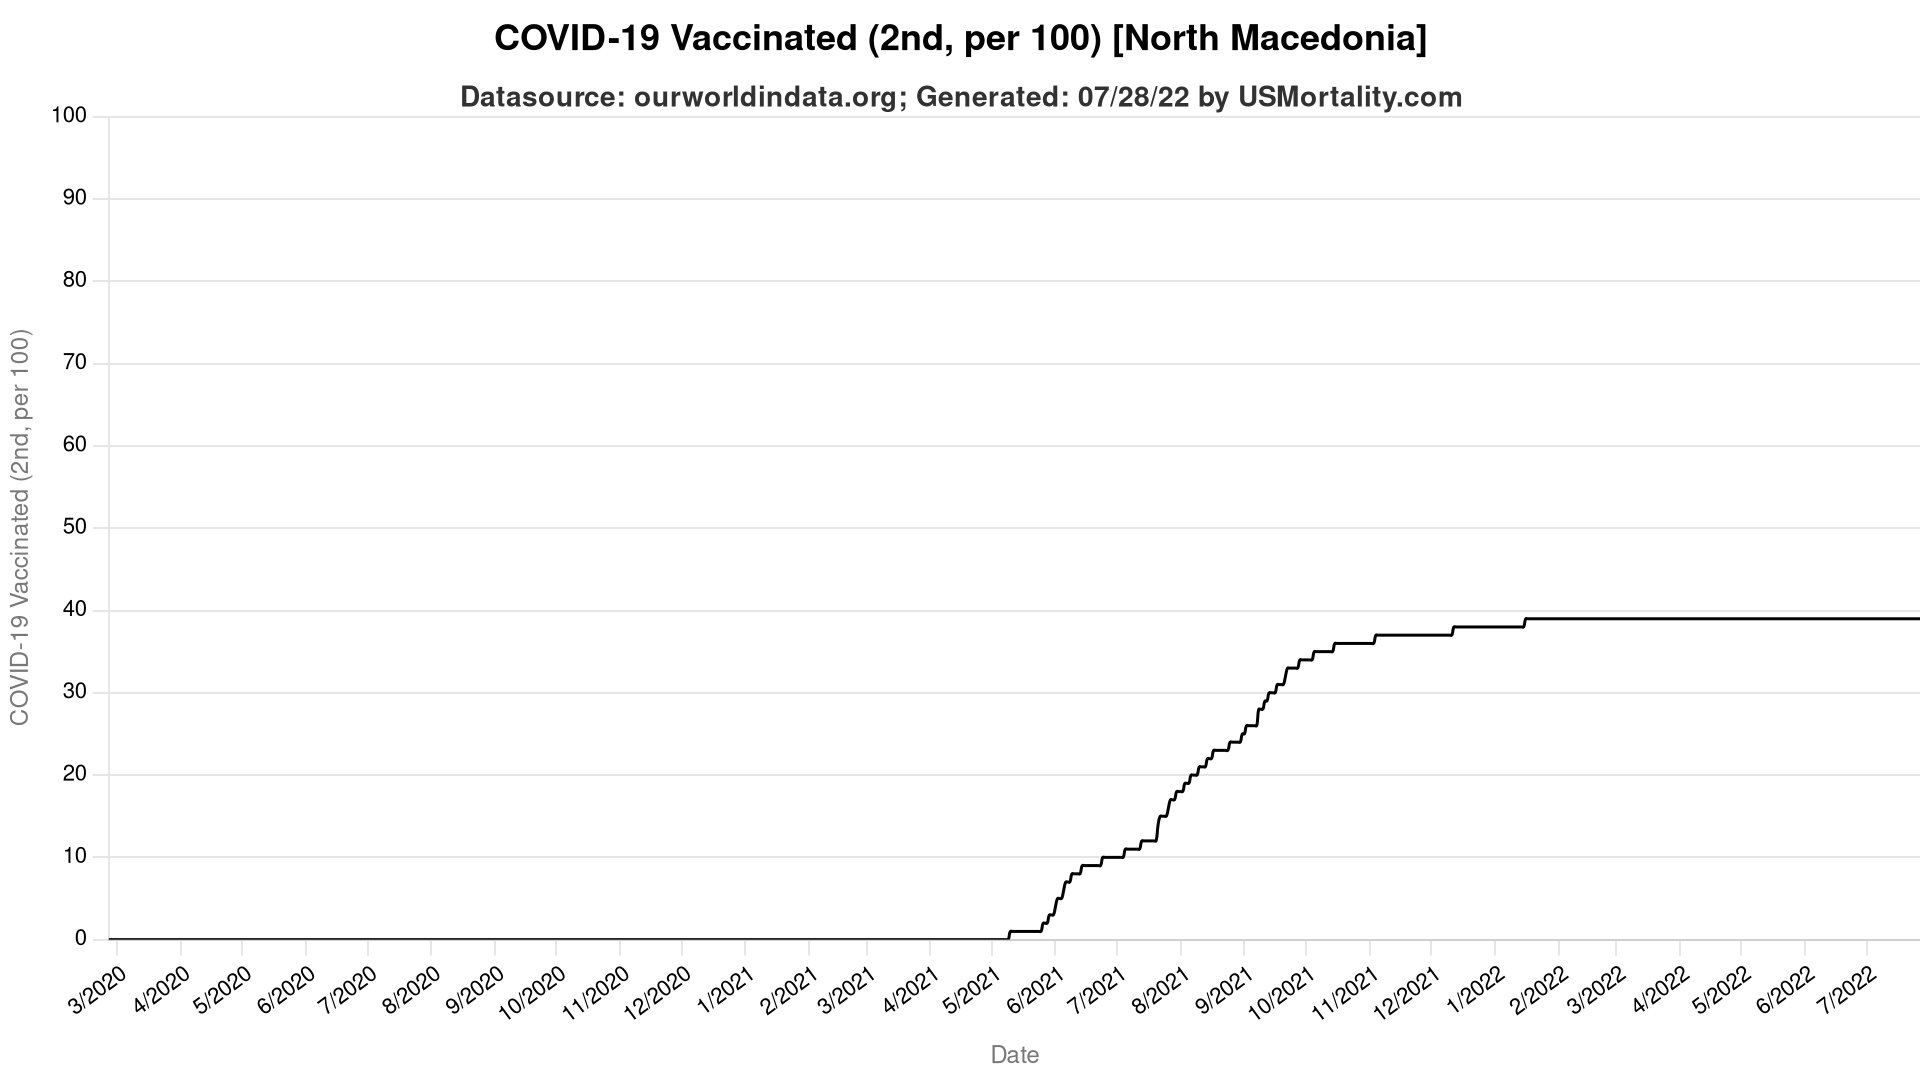 COVID-19 Vaccinated (2nd, per 100) [North Macedonia]
Datasource: ourworldindata.org; Generated: 07/28/22 by USMortality.com
COVID-19 Vaccinated (2nd, per 100)
100
90
80
70
60
50
40
30
20
10
0
3/2020 4/2020 5/2020 6/2020 7/2020 8/2020 9/2020 10/2020 11/2020 12/2020 1/2021 2/2021 3/2021 4/2021 5/2021 6/2021 7/2021 8/2021 9/2021 10/2021 11/2021 12/2021 1/2022 2/2022 3/2022 4/2022 5/2022 6/2022 7/2022
Date